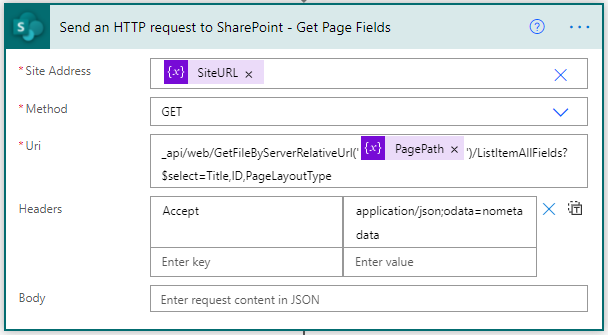 Send an HTTP request to SharePoint - Get Page Fields
* Site Address
{x} SiteURL ×
* Method
GET
* Uri
_api/web/GetFileByServerRelativeUrl(' {x} PagePath × ')/ListItemAllFields?
$select=Title,ID,PageLayoutType
Headers
Accept
application/json;odata=nometa
data
Enter key
Enter value
Body
Enter request content in JSON